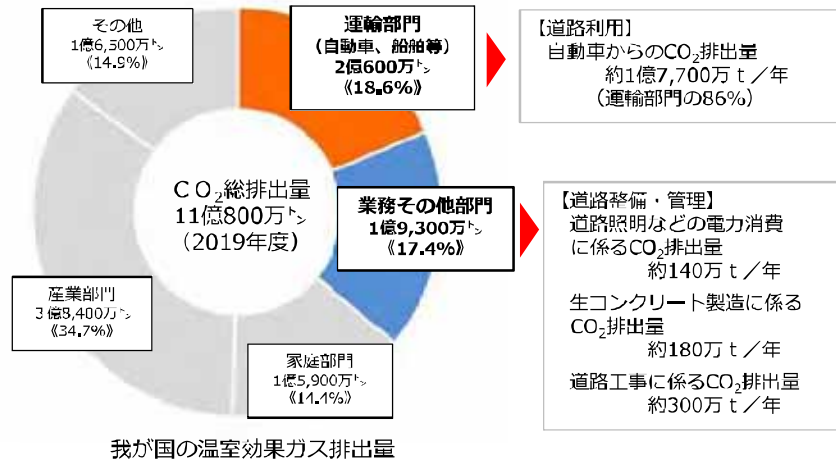 その他
1億6,500万㌧
《14.9%》
運輸部門
(自動車、船舶等)
2億600万㌧
《18.6%》
【道路利用】
自動車からのCO₂排出量
約1億7,700万t/年
(運輸部門の86%)
CO₂総排出量
11億800万㌧
(2019年度)
業務その他部門
1億9,300万㌧
《17.4%》
【道路整備・管理】
道路照明などの電力消費
に係るCO₂排出量
約140万t/年
生コンクリート製造に係る
CO₂排出量
約180万t/年
道路工事に係るCO₂排出量
約300万t/年
産業部門
3億8,400万㌧
《34.7%》
家庭部門
1億5,900万㌧
《14.4%》
我が国の温室効果ガス排出量